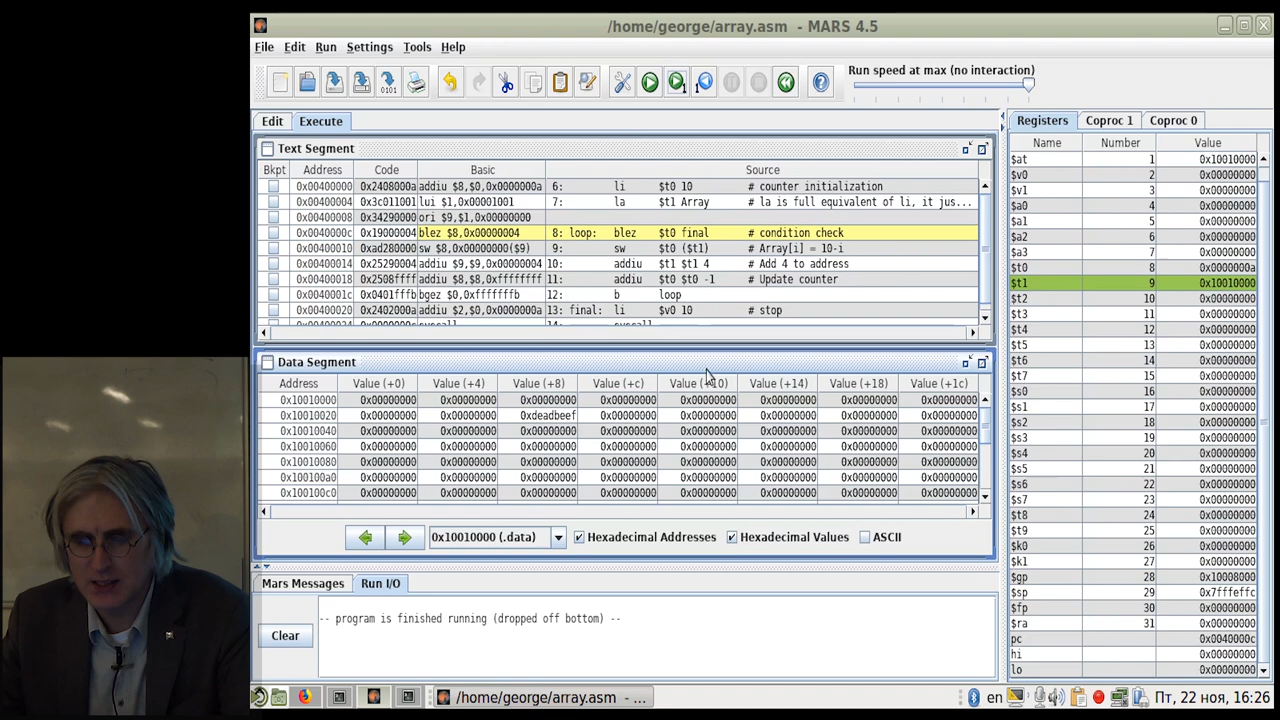 /home/george/array.asm - MARS 4.5
File Edit Run Settings Tools Help
Run speed at max (no interaction)
Edit Execute
Registers Coproc 1 Coproc 0
Text Segment
Bkpt Address Code Basic Source
0x00400000 0x2408000a addiu $8,$0,0x0000000a 6: li $t0 10 # counter initialization
0x00400004 0x3c011001 lui $1,0x00001001 7: la $t1 Array # la is full equivalent of li, it jus...
0x00400008 0x34290000 ori $9,$1,0x00000000
0x0040000c 0x19000004 blez $8,0x00000004 8: loop: blez $t0 final # condition check
0x00400010 0xad280000 sw $8,0x00000000($9) 9: sw $t0 ($t1) # Array[i] = 10-i
0x00400014 0x25290004 addiu $9,$9,0x00000004 10: addiu $t1 $t1 4 # Add 4 to address
0x00400018 0x2508ffff addiu $8,$8,0xffffffff 11: addiu $t0 $t0 -1 # Update counter
0x0040001c 0x0401fffb bgez $0,0xfffffffb 12: b loop
0x00400020 0x2402000a addiu $2,$0,0x0000000a 13: final: li $v0 10 # stop
0x00400024 0x0000000c syscall 14: syscall
Data Segment
Address Value (+0) Value (+4) Value (+8) Value (+c) Value (+10) Value (+14) Value (+18) Value (+1c)
0x10010000 0x00000000 0x00000000 0x00000000 0x00000000 0x00000000 0x00000000 0x00000000 0x00000000
0x10010020 0x00000000 0x00000000 0xdeadbeef 0x00000000 0x00000000 0x00000000 0x00000000 0x00000000
0x10010040 0x00000000 0x00000000 0x00000000 0x00000000 0x00000000 0x00000000 0x00000000 0x00000000
0x10010060 0x00000000 0x00000000 0x00000000 0x00000000 0x00000000 0x00000000 0x00000000 0x00000000
0x10010080 0x00000000 0x00000000 0x00000000 0x00000000 0x00000000 0x00000000 0x00000000 0x00000000
0x100100a0 0x00000000 0x00000000 0x00000000 0x00000000 0x00000000 0x00000000 0x00000000 0x00000000
0x100100c0 0x00000000 0x00000000 0x00000000 0x00000000 0x00000000 0x00000000 0x00000000 0x00000000
0x10010000 (.data) Hexadecimal Addresses Hexadecimal Values ASCII
Mars Messages Run I/O
-- program is finished running (dropped off bottom) --
Clear
Name Number Value
$at 1 0x10010000
$v0 2 0x00000000
$v1 3 0x00000000
$a0 4 0x00000000
$a1 5 0x00000000
$a2 6 0x00000000
$a3 7 0x00000000
$t0 8 0x0000000a
$t1 9 0x10010000
$t2 10 0x00000000
$t3 11 0x00000000
$t4 12 0x00000000
$t5 13 0x00000000
$t6 14 0x00000000
$t7 15 0x00000000
$s0 16 0x00000000
$s1 17 0x00000000
$s2 18 0x00000000
$s3 19 0x00000000
$s4 20 0x00000000
$s5 21 0x00000000
$s6 22 0x00000000
$s7 23 0x00000000
$t8 24 0x00000000
$t9 25 0x00000000
$k0 26 0x00000000
$k1 27 0x00000000
$gp 28 0x10008000
$sp 29 0x7fffeffc
$fp 30 0x00000000
$ra 31 0x00000000
pc 0x0040000c
hi 0x00000000
lo 0x00000000
/home/george/array.asm - ...
en Пт, 22 ноя, 16:26